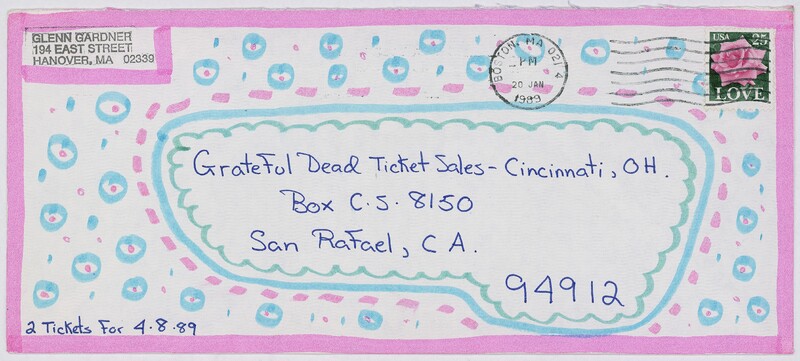 GLENN GARDNER
194 EAST STREET
HANOVER, MA 02339
BOSTON, MA 021 4
PM
20 JAN
1989
USA 25
LOVE
Grateful Dead Ticket Sales - Cincinnati, OH.
Box C.S. 8150
San Rafael, CA.
94912
2 Tickets For 4.8.89